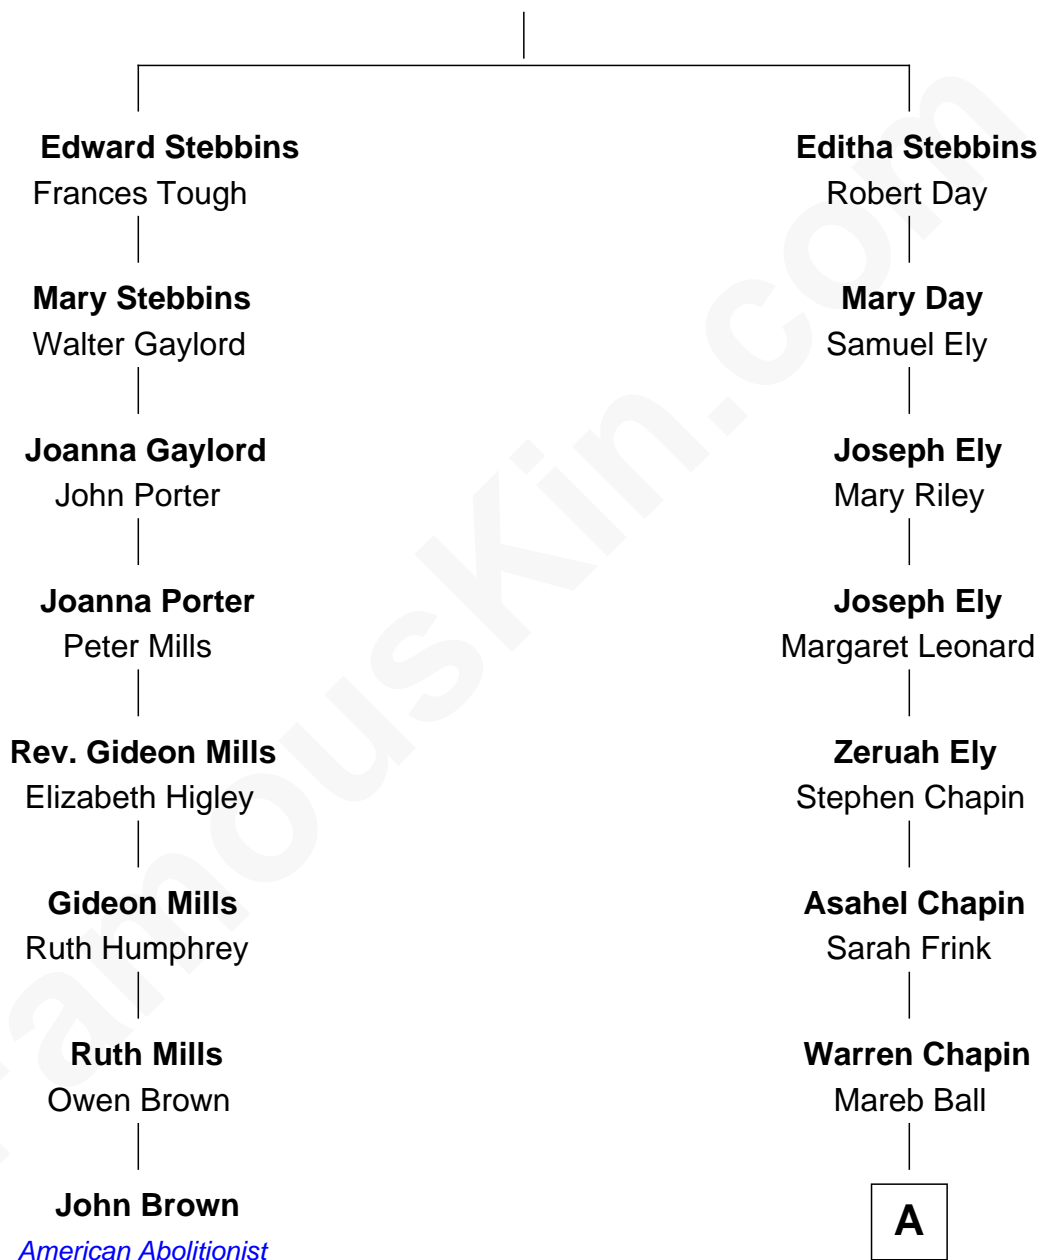 Edward Stebbins
Frances Tough
Mary Stebbins
Walter Gaylord
Joanna Gaylord
John Porter
Joanna Porter
Peter Mills
Rev. Gideon Mills
Elizabeth Higley
Gideon Mills
Ruth Humphrey
Ruth Mills
Owen Brown
John Brown
American Abolitionist
Editha Stebbins
Robert Day
Mary Day
Samuel Ely
Joseph Ely
Mary Riley
Joseph Ely
Margaret Leonard
Zeruah Ely
Stephen Chapin
Asahel Chapin
Sarah Frink
Warren Chapin
Mareb Ball
A
FamousKin.com